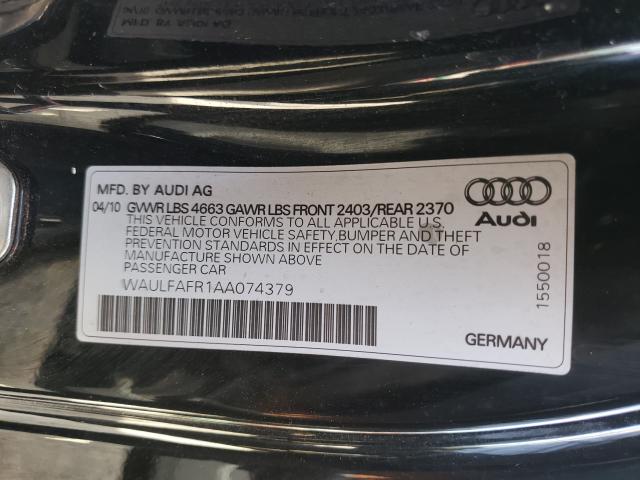 MFD. BY AUDI AG
04/10 GVWR LBS 4663 GAWR LBS FRONT 2403/REAR 2370
THIS VEHICLE CONFORMS TO ALL APPLICABLE U.S.
FEDERAL MOTOR VEHICLE SAFETY,BUMPER AND THEFT
PREVENTION STANDARDS IN EFFECT ON THE DATE OF
MANUFACTURE SHOWN ABOVE
PASSENGER CAR
WAULFAFR1AA074379
Audi
1550018
GERMANY